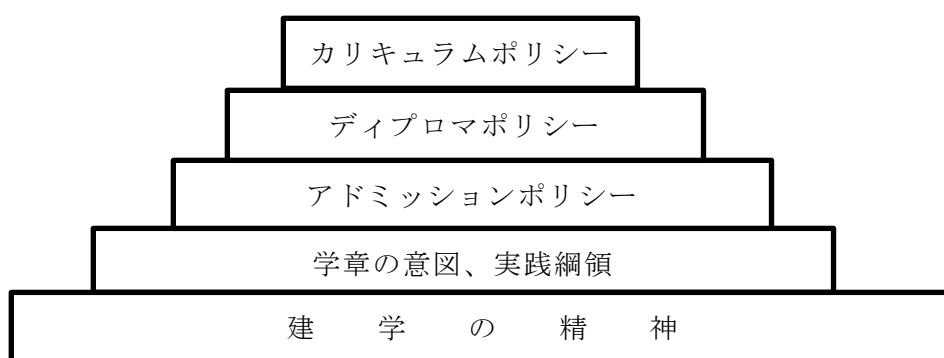 カリキュラムポリシー
ディプロマポリシー
アドミッションポリシー
学章の意図、実践綱領
建学の精神